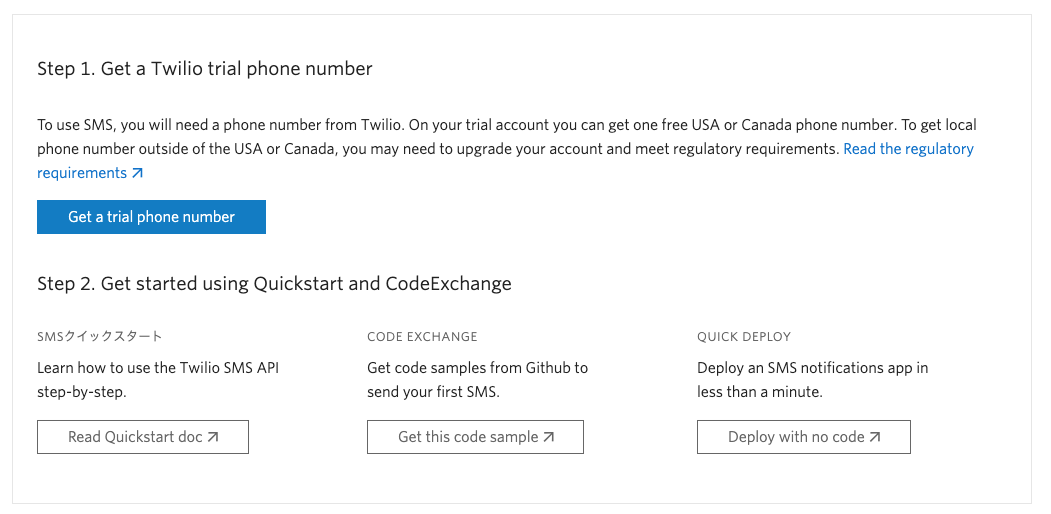 Step 1. Get a Twilio trial phone number
To use SMS, you will need a phone number from Twilio. On your trial account you can get one free USA or Canada phone number. To get local
phone number outside of the USA or Canada, you may need to upgrade your account and meet regulatory requirements. Read the regulatory
requirements ↗
Get a trial phone number
Step 2. Get started using Quickstart and CodeExchange
SMSクイックスタート
Learn how to use the Twilio SMS API
step-by-step.
Read Quickstart doc ↗
CODE EXCHANGE
Get code samples from Github to
send your first SMS.
Get this code sample ↗
QUICK DEPLOY
Deploy an SMS notifications app in
less than a minute.
Deploy with no code ↗